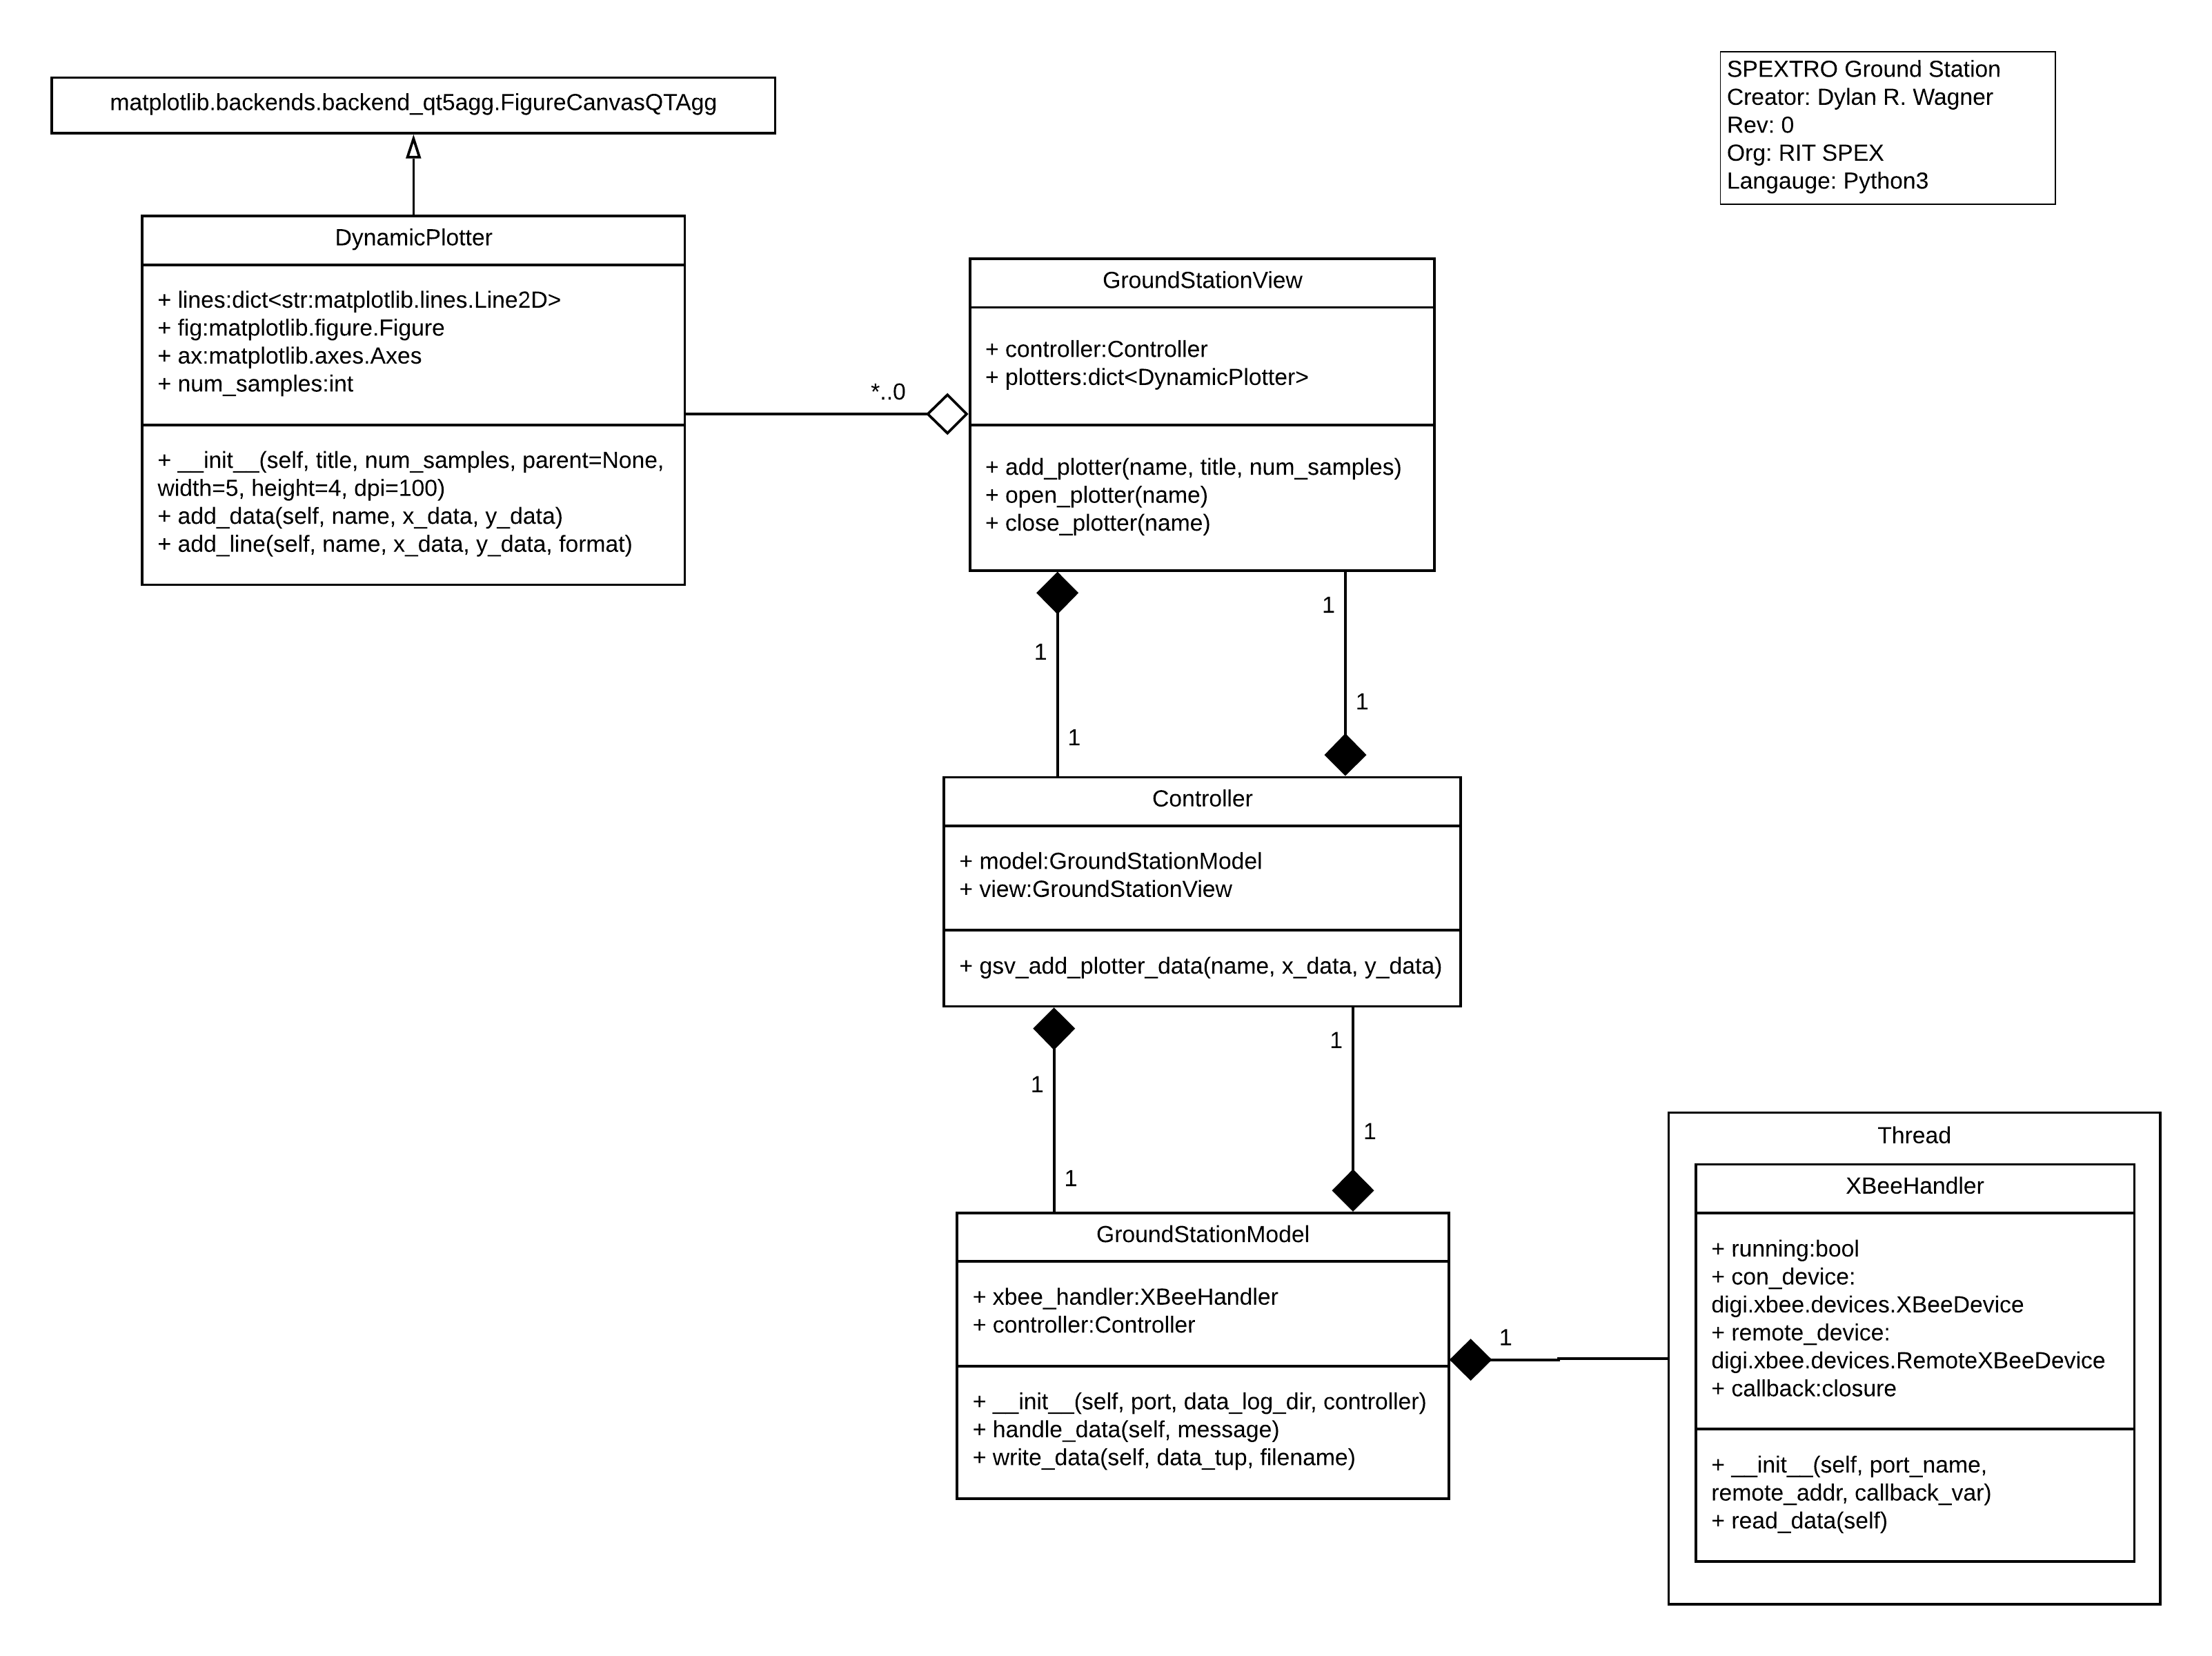 matplotlib.backends.backend_qt5agg.FigureCanvasQTAgg
SPEXTRO Ground Station
Creator: Dylan R. Wagner
Rev: 0
Org: RIT SPEX
Langauge: Python3
DynamicPlotter
+ lines:dict<str:matplotlib.lines.Line2D>
+ fig:matplotlib.figure.Figure
+ ax:matplotlib.axes.Axes
+ num_samples:int
+ __init__(self, title, num_samples, parent=None,
width=5, height=4, dpi=100)
+ add_data(self, name, x_data, y_data)
+ add_line(self, name, x_data, y_data, format)
*..0
GroundStationView
+ controller:Controller
+ plotters:dict<DynamicPlotter>
+ add_plotter(name, title, num_samples)
+ open_plotter(name)
+ close_plotter(name)
1
1
1
1
Controller
+ model:GroundStationModel
+ view:GroundStationView
+ gsv_add_plotter_data(name, x_data, y_data)
1
1
1
1
GroundStationModel
+ xbee_handler:XBeeHandler
+ controller:Controller
+ __init__(self, port, data_log_dir, controller)
+ handle_data(self, message)
+ write_data(self, data_tup, filename)
1
Thread
XBeeHandler
+ running:bool
+ con_device:
digi.xbee.devices.XBeeDevice
+ remote_device:
digi.xbee.devices.RemoteXBeeDevice
+ callback:closure
+ __init__(self, port_name,
remote_addr, callback_var)
+ read_data(self)